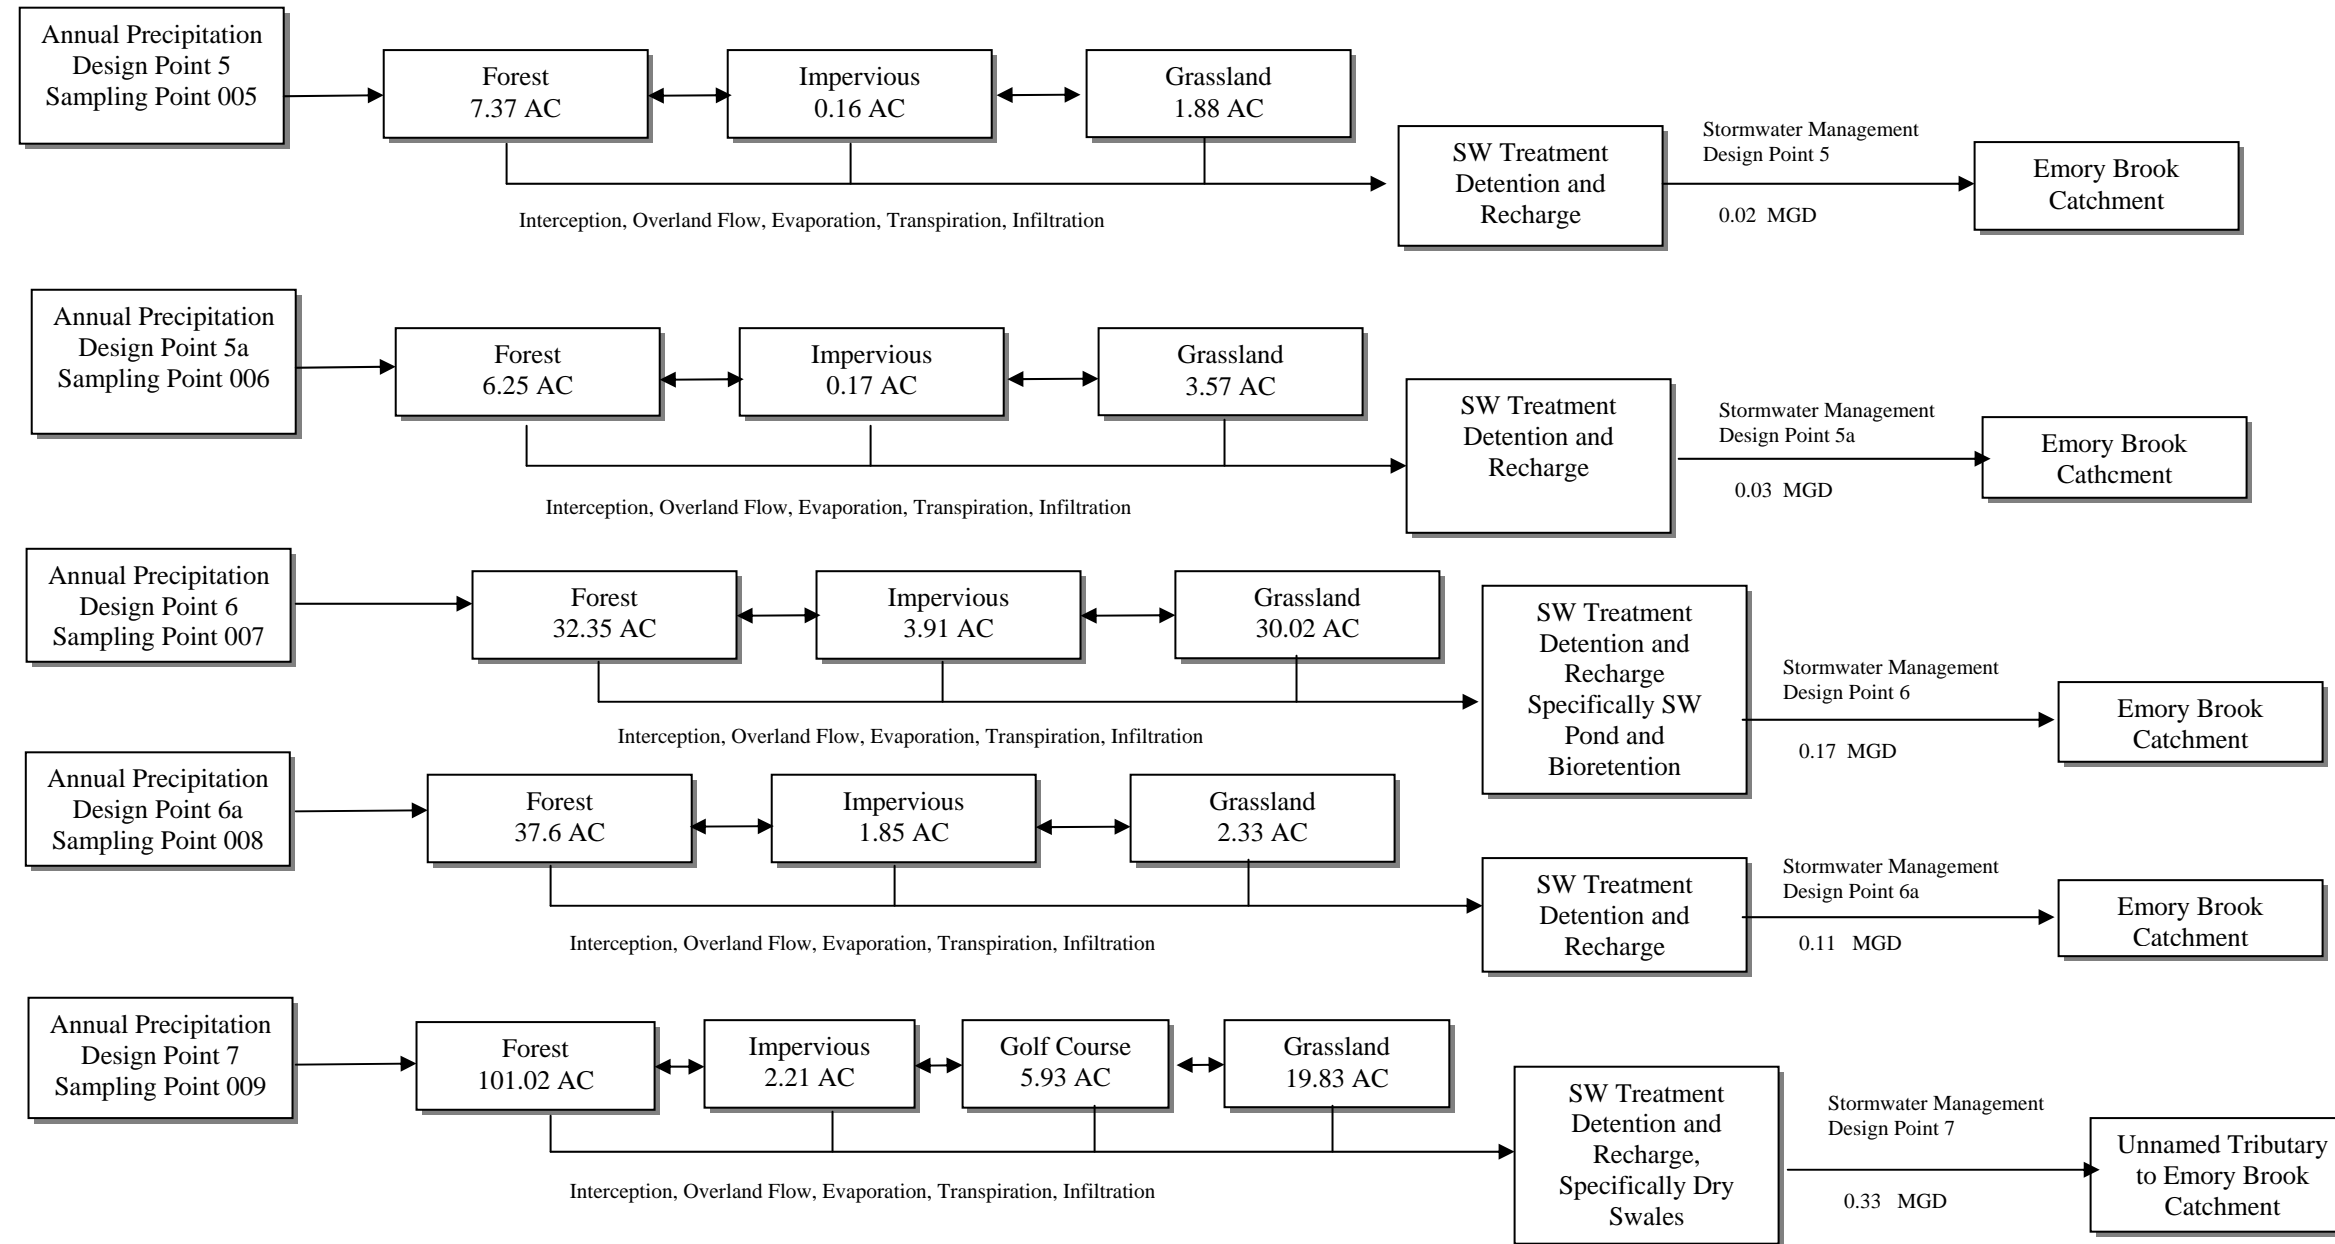 Annual Precipitation
Design Point 5
Sampling Point 005
Forest
7.37 AC
Impervious
0.16 AC
Grassland
1.88 AC
SW Treatment
Detention and
Recharge
Stormwater Management
Design Point 5
0.02 MGD
Emory Brook
Catchment
Interception, Overland Flow, Evaporation, Transpiration, Infiltration
Annual Precipitation
Design Point 5a
Sampling Point 006
Forest
6.25 AC
Impervious
0.17 AC
Grassland
3.57 AC
SW Treatment
Detention and
Recharge
Stormwater Management
Design Point 5a
0.03 MGD
Emory Brook
Cathcment
Interception, Overland Flow, Evaporation, Transpiration, Infiltration
Annual Precipitation
Design Point 6
Sampling Point 007
Forest
32.35 AC
Impervious
3.91 AC
Grassland
30.02 AC
SW Treatment
Detention and
Recharge
Specifically SW
Pond and
Bioretention
Stormwater Management
Design Point 6
0.17 MGD
Emory Brook
Catchment
Interception, Overland Flow, Evaporation, Transpiration, Infiltration
Annual Precipitation
Design Point 6a
Sampling Point 008
Forest
37.6 AC
Impervious
1.85 AC
Grassland
2.33 AC
SW Treatment
Detention and
Recharge
Stormwater Management
Design Point 6a
0.11 MGD
Emory Brook
Catchment
Interception, Overland Flow, Evaporation, Transpiration, Infiltration
Annual Precipitation
Design Point 7
Sampling Point 009
Forest
101.02 AC
Impervious
2.21 AC
Golf Course
5.93 AC
Grassland
19.83 AC
SW Treatment
Detention and
Recharge,
Specifically Dry
Swales
Stormwater Management
Design Point 7
0.33 MGD
Unnamed Tributary
to Emory Brook
Catchment
Interception, Overland Flow, Evaporation, Transpiration, Infiltration